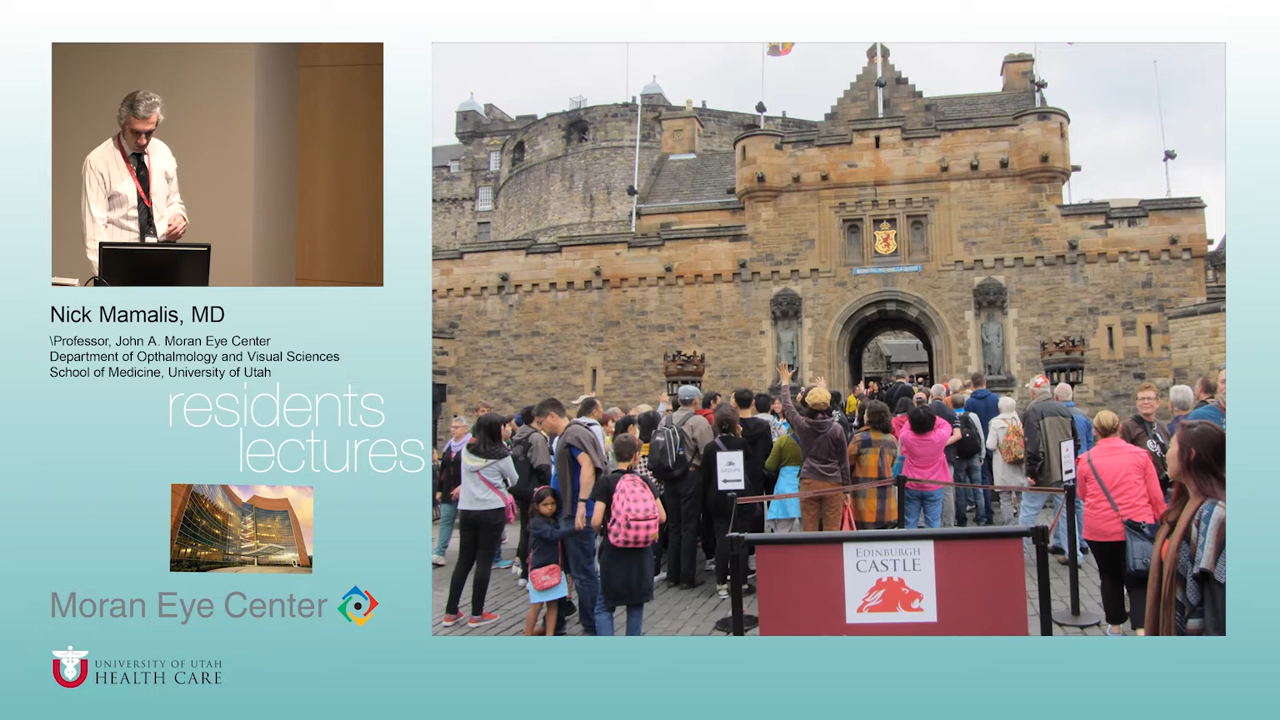 Nick Mamalis, MD
\Professor, John A. Moran Eye Center
Department of Opthalmology and Visual Sciences
School of Medicine, University of Utah
residents
lectures
Moran Eye Center
UNIVERSITY OF UTAH
HEALTH CARE
EDINBURGH
CASTLE